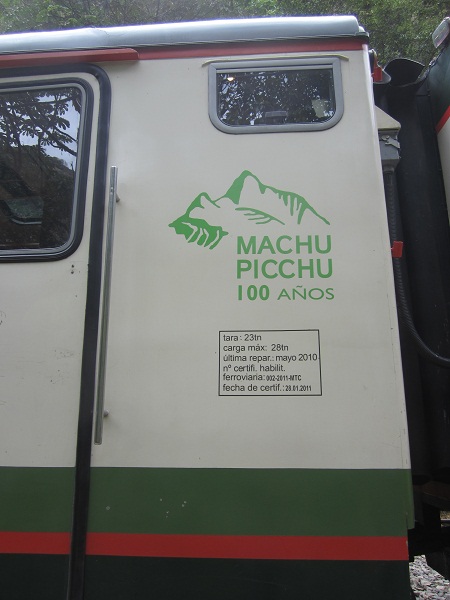 MACHU
PICCHU
100 AÑOS
tara: 23tn
carga máx: 28tn
última repar.: mayo 2010
nº certifi. habilit.
ferroviaria: 002-2011-MTC
fecha de certif.: 28.01.2011